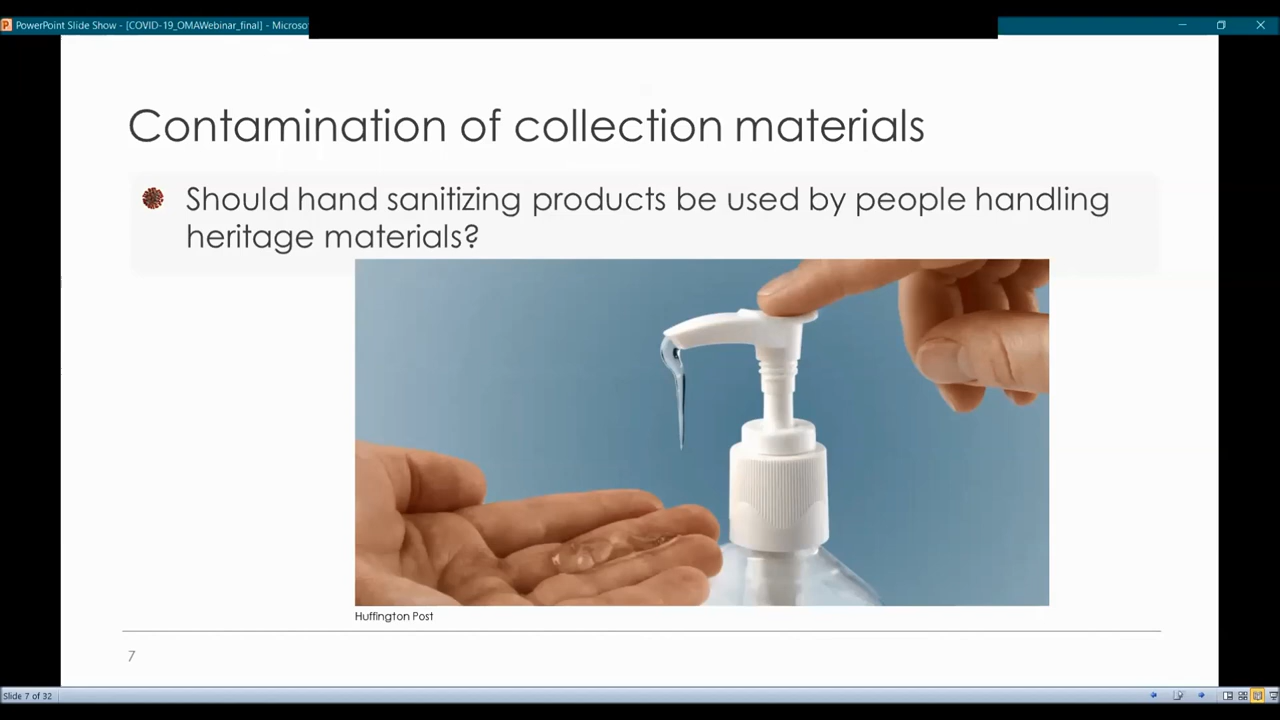 PowerPoint Slide Show - [COVID-19_OMAWebinar_final] - Microso
Contamination of collection materials
Should hand sanitizing products be used by people handling
heritage materials?
Huffington Post
7
Slide 7 of 32